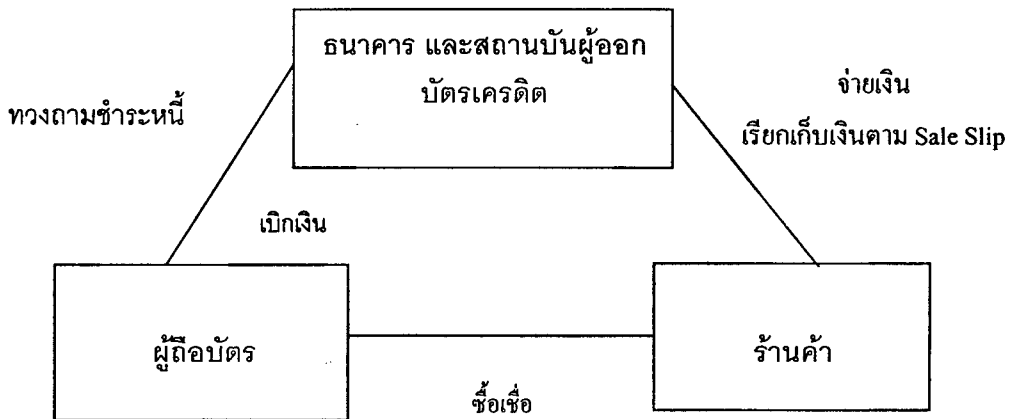 ธนาคาร และสถานบันผู้ออก
บัตรเครดิต
ทวงถามชำระหนี้
จ่ายเงิน
เรียกเก็บเงินตาม Sale Slip
เบิกเงิน
ผู้ถือบัตร
ร้านค้า
ซื้อเชื่อ